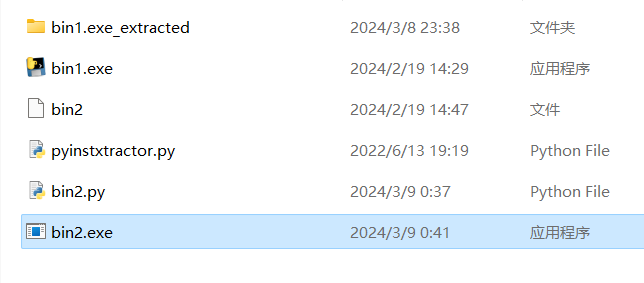 bin1.exe_extracted 2024/3/8 23:38 文件夹
bin1.exe 2024/2/19 14:29 应用程序
bin2 2024/2/19 14:47 文件
pyinstxtractor.py 2022/6/13 19:19 Python File
bin2.py 2024/3/9 0:37 Python File
bin2.exe 2024/3/9 0:41 应用程序